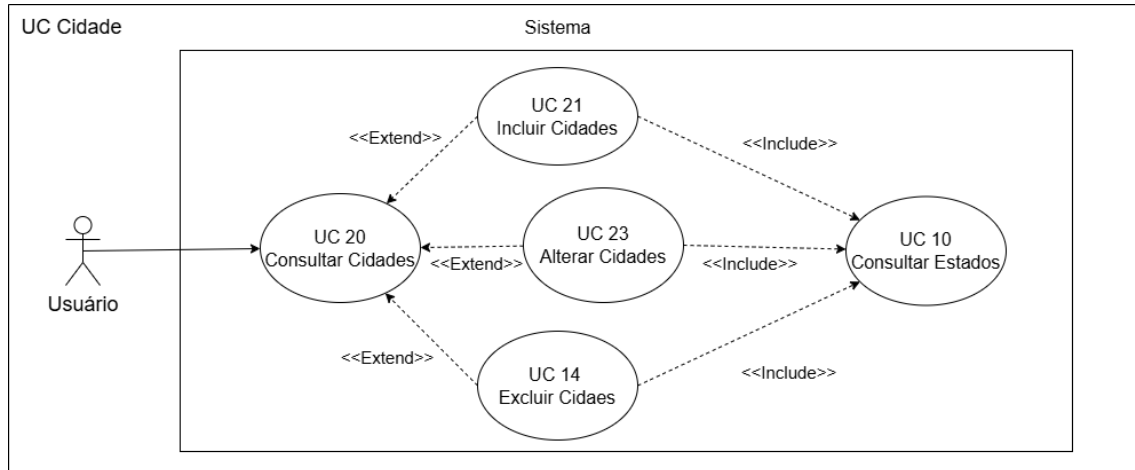 UC Cidade
Sistema
UC 21
Incluir Cidades
<<Extend>>
<<Include>>
UC 20
Consultar Cidades
UC 23
Alterar Cidades
<<Extend>>
<<Include>>
UC 10
Consultar Estados
Usuário
<<Extend>>
UC 14
Excluir Cidaes
<<Include>>